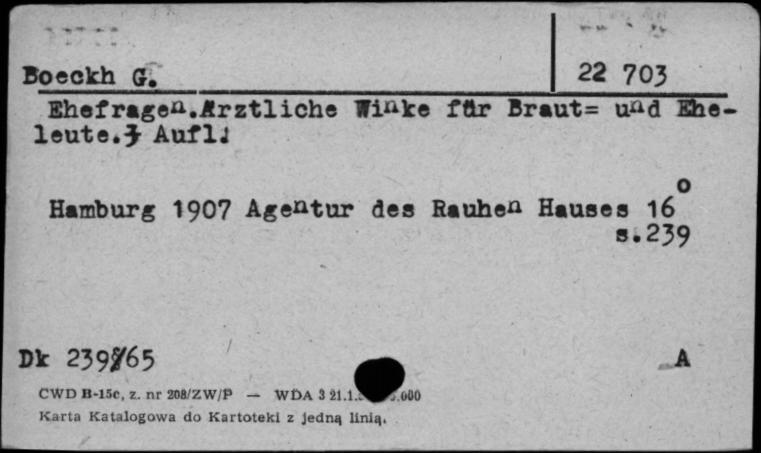 Boeckh G.
22 703
Ehefragen.Arztliche Winke für Braut= und Ehe-
leute.3 Aufl.
Hamburg 1907 Agentur des Rauhen Hauses 16°
s.239
Dk 239/65
A
CWD B-15c, z. nr 208/ZW/P — WDA 3 21.1. .000
Karta Katalogowa do Kartoteki z jedną linią.